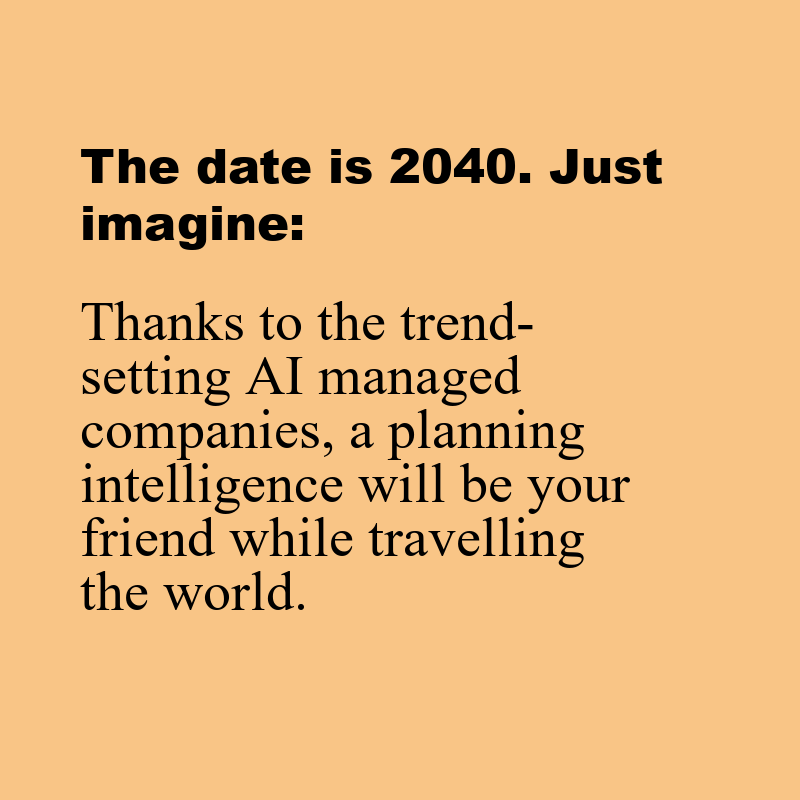 The date is 2040. Just
imagine:
Thanks to the trend-
setting AI managed
companies, a planning
intelligence will be your
friend while travelling
the world.